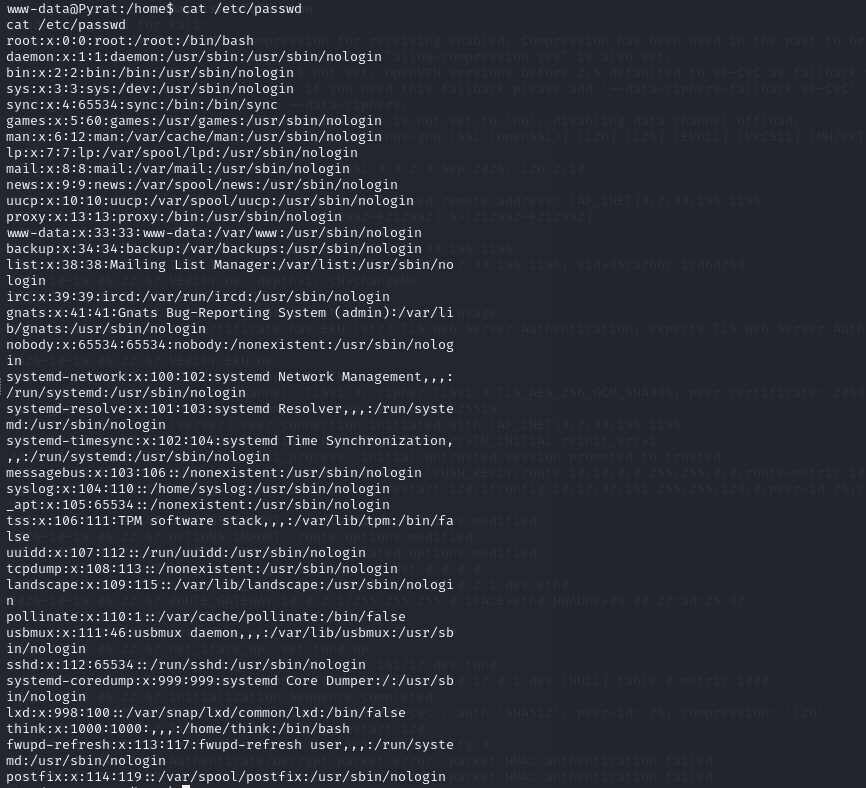 www-data@Pyrat:/home$ cat /etc/passwd
cat /etc/passwd
root:x:0:0:root:/root:/bin/bash
daemon:x:1:1:daemon:/usr/sbin:/usr/sbin/nologin
bin:x:2:2:bin:/bin:/usr/sbin/nologin
sys:x:3:3:sys:/dev:/usr/sbin/nologin
sync:x:4:65534:sync:/bin:/bin/sync
games:x:5:60:games:/usr/games:/usr/sbin/nologin
man:x:6:12:man:/var/cache/man:/usr/sbin/nologin
lp:x:7:7:lp:/var/spool/lpd:/usr/sbin/nologin
mail:x:8:8:mail:/var/mail:/usr/sbin/nologin
news:x:9:9:news:/var/spool/news:/usr/sbin/nologin
uucp:x:10:10:uucp:/var/spool/uucp:/usr/sbin/nologin
proxy:x:13:13:proxy:/bin:/usr/sbin/nologin
www-data:x:33:33:www-data:/var/www:/usr/sbin/nologin
backup:x:34:34:backup:/var/backups:/usr/sbin/nologin
list:x:38:38:Mailing List Manager:/var/list:/usr/sbin/no
login
irc:x:39:39:ircd:/var/run/ircd:/usr/sbin/nologin
gnats:x:41:41:Gnats Bug-Reporting System (admin):/var/li
b/gnats:/usr/sbin/nologin
nobody:x:65534:65534:nobody:/nonexistent:/usr/sbin/nolog
in
systemd-network:x:100:102:systemd Network Management,,,:
/run/systemd:/usr/sbin/nologin
systemd-resolve:x:101:103:systemd Resolver,,,:/run/syste
md:/usr/sbin/nologin
systemd-timesync:x:102:104:systemd Time Synchronization,
,,:/run/systemd:/usr/sbin/nologin
messagebus:x:103:106::/nonexistent:/usr/sbin/nologin
syslog:x:104:110::/home/syslog:/usr/sbin/nologin
_apt:x:105:65534::/nonexistent:/usr/sbin/nologin
tss:x:106:111:TPM software stack,,,:/var/lib/tpm:/bin/fa
lse
uuidd:x:107:112::/run/uuidd:/usr/sbin/nologin
tcpdump:x:108:113::/nonexistent:/usr/sbin/nologin
landscape:x:109:115::/var/lib/landscape:/usr/sbin/nologi
n
pollinate:x:110:1::/var/cache/pollinate:/bin/false
usbmux:x:111:46:usbmux daemon,,,:/var/lib/usbmux:/usr/sb
in/nologin
sshd:x:112:65534::/run/sshd:/usr/sbin/nologin
systemd-coredump:x:999:999:systemd Core Dumper:/:/usr/sb
in/nologin
lxd:x:998:100::/var/snap/lxd/common/lxd:/bin/false
think:x:1000:1000:,,,:/home/think:/bin/bash
fwupd-refresh:x:113:117:fwupd-refresh user,,,:/run/syste
md:/usr/sbin/nologin
postfix:x:114:119::/var/spool/postfix:/usr/sbin/nologin